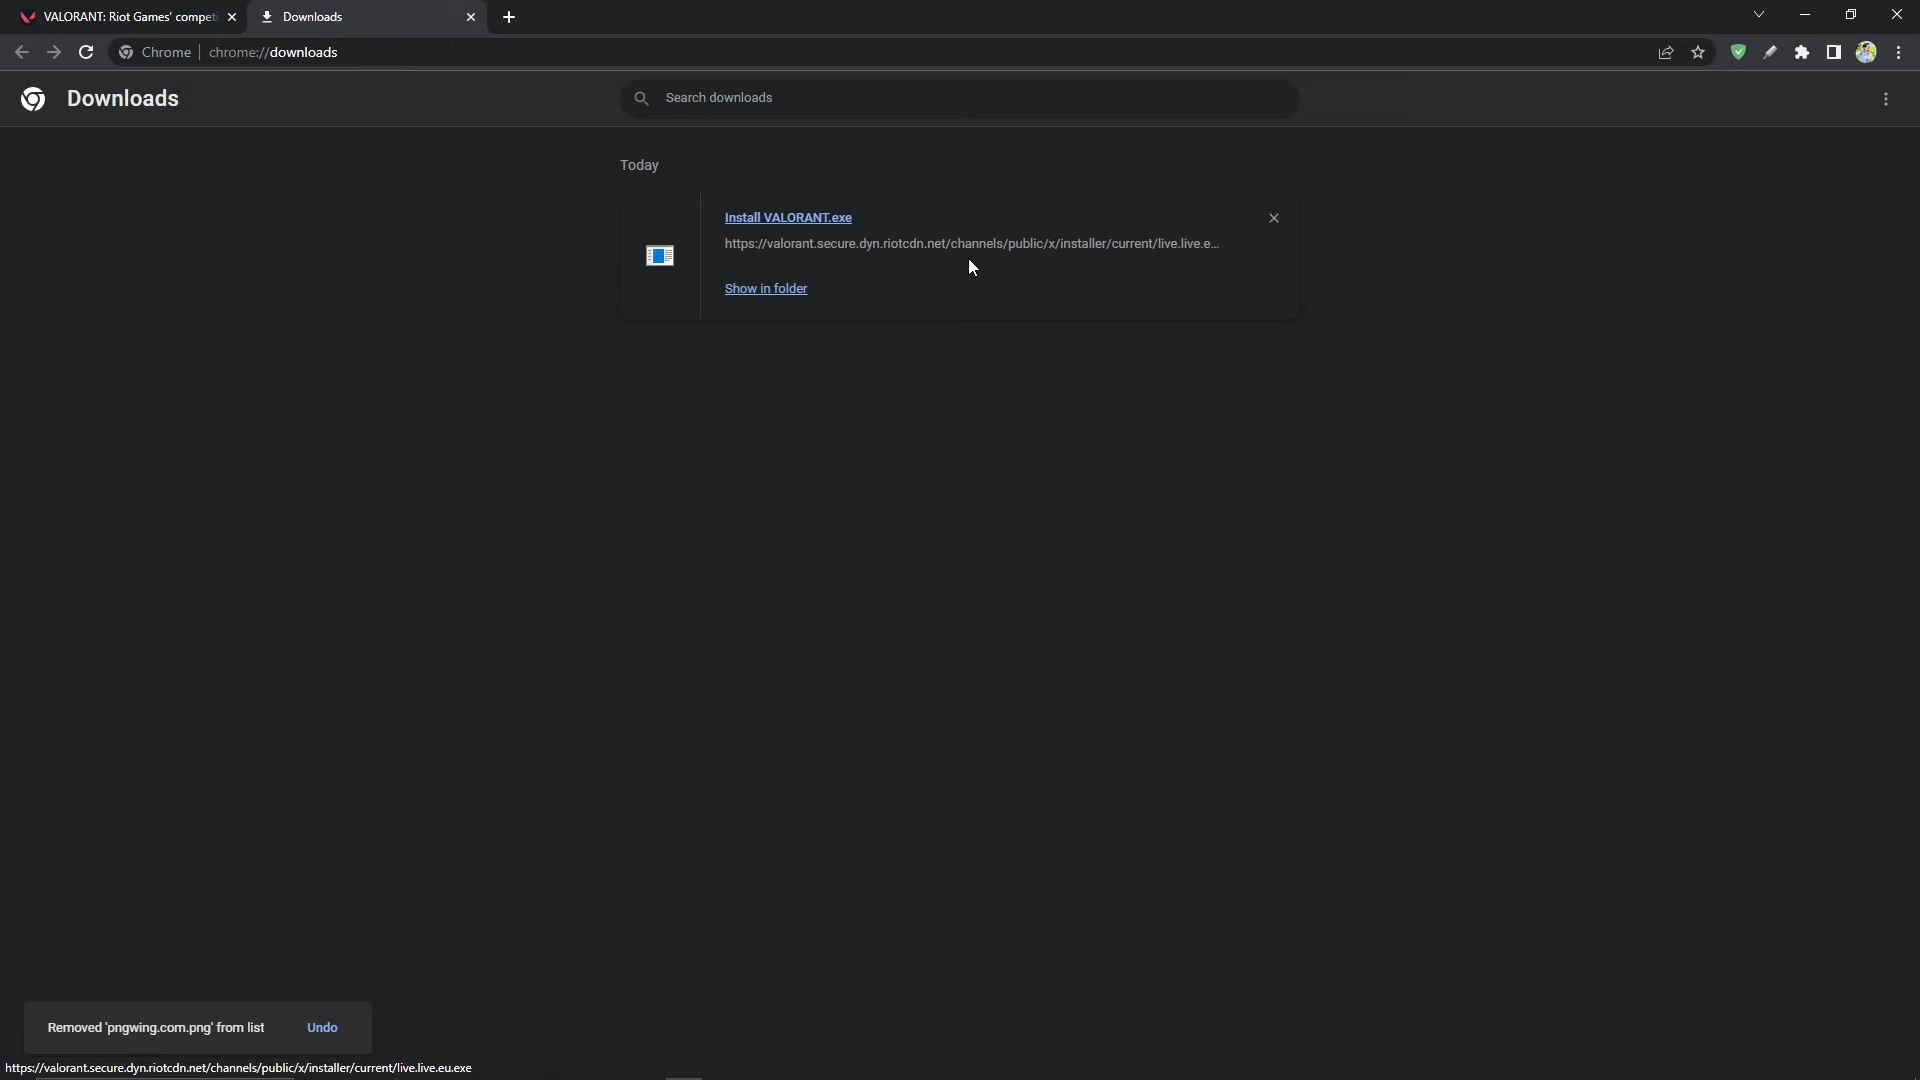 VALORANT: Riot Games' competi
Downloads
Chrome
chrome://downloads
Downloads
Search downloads
Today
Install VALORANT.exe
https://valorant.secure.dyn.riotcdn.net/channels/public/x/installer/current/live.live.e...
Show in folder
Removed 'pngwing.com.png' from list
Undo
https://valorant.secure.dyn.riotcdn.net/channels/public/x/installer/current/live.live.eu.exe